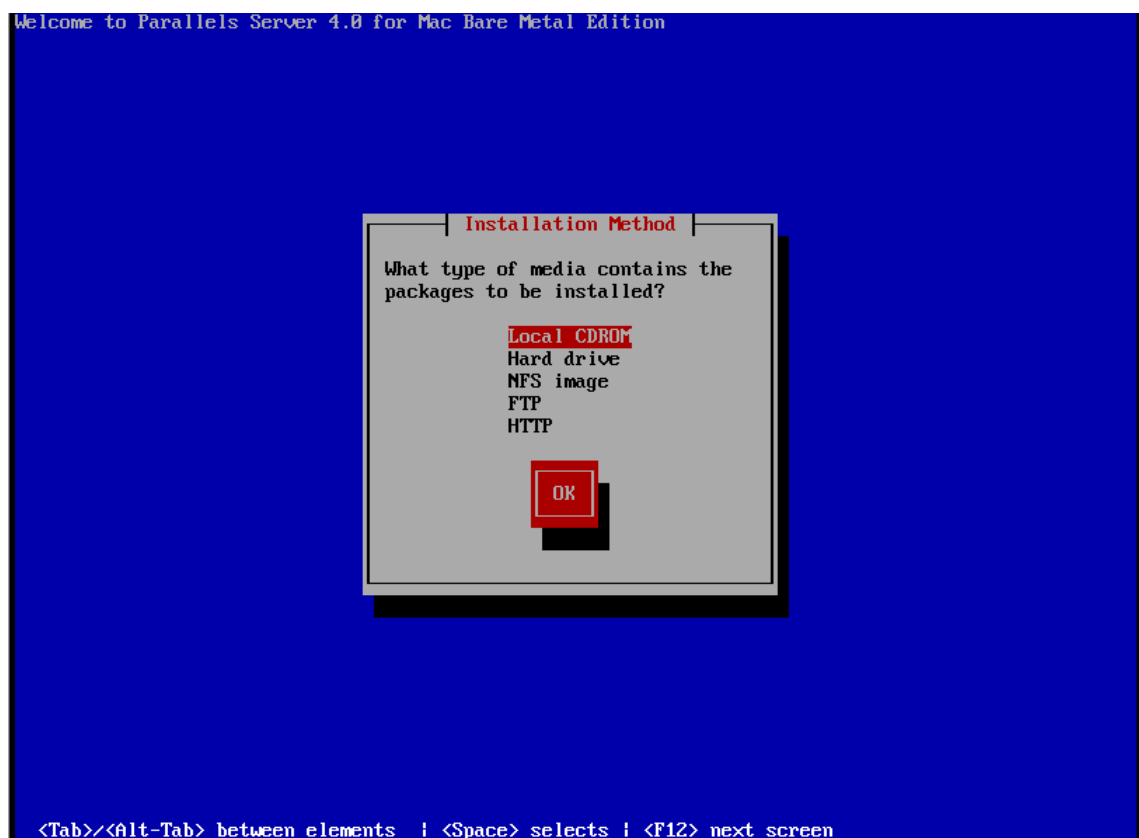 Welcome to Parallels Server 4.0 for Mac Bare Metal Edition
Installation Method
What type of media contains the
packages to be installed?
Local CDROM
Hard drive
NFS image
FTP
HTTP
OK
<Tab>/<Alt-Tab> between elements | <Space> selects | <F12> next screen